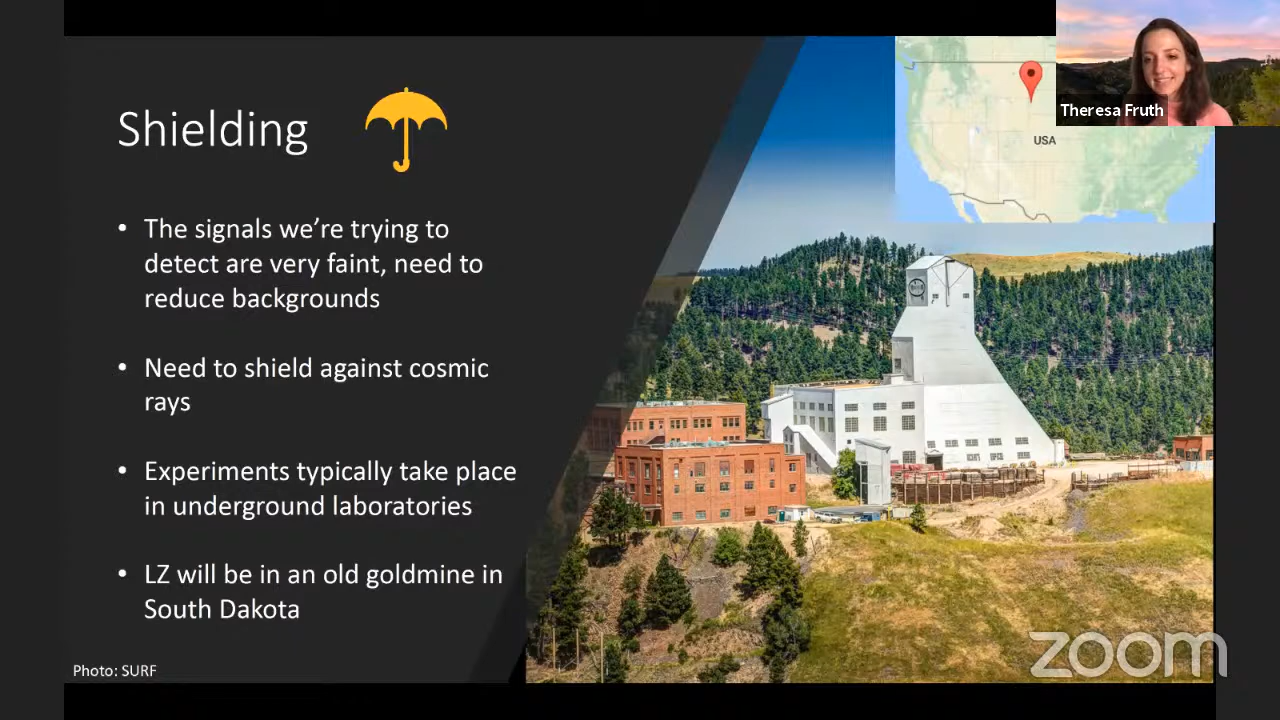 Shielding
• The signals we're trying to
detect are very faint, need to
reduce backgrounds
• Need to shield against cosmic
rays
• Experiments typically take place
in underground laboratories
• LZ will be in an old goldmine in
South Dakota
Photo: SURF
USA
Theresa Fruth
zoom